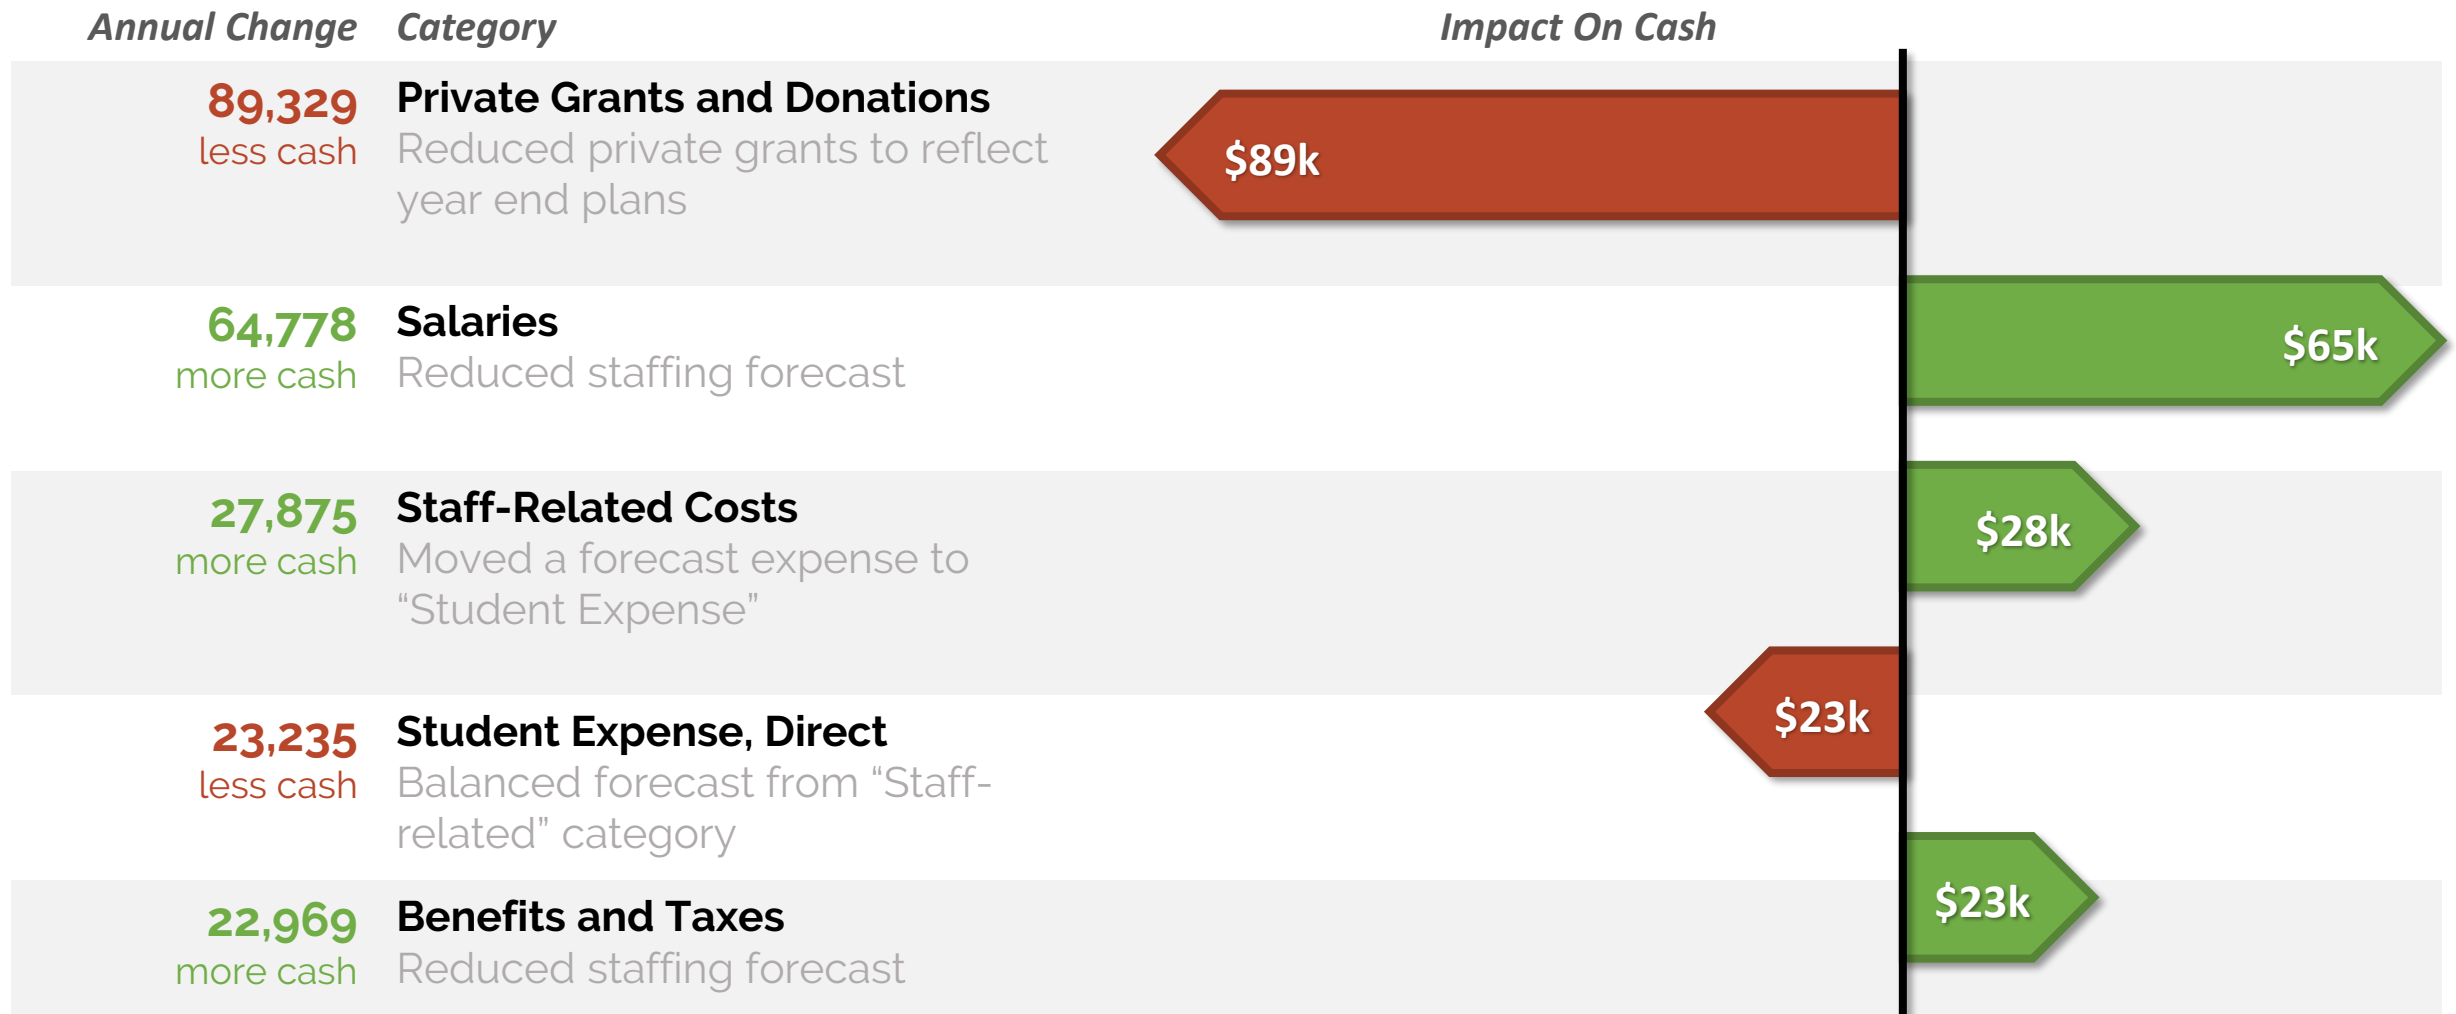 Annual Change Category Impact On Cash
89,329 Private Grants and Donations
less cash Reduced private grants to reflect
year end plans
$89k
64,778 Salaries
more cash Reduced staffing forecast
$65k
27,875 Staff-Related Costs
more cash Moved a forecast expense to
“Student Expense”
$28k
23,235 Student Expense, Direct
less cash Balanced forecast from “Staff-
related” category
$23k
22,969 Benefits and Taxes
more cash Reduced staffing forecast
$23k